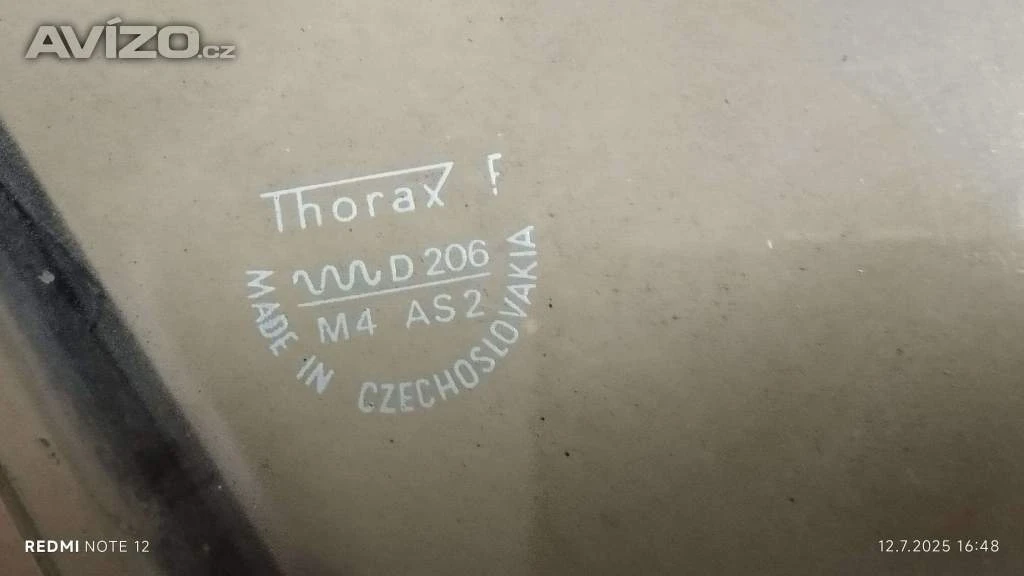 AVÍZO.cz
Thorax F
D 206
M4 AS2
MADE IN CZECHOSLOVAKIA
REDMI NOTE 12
12.7.2025 16:48